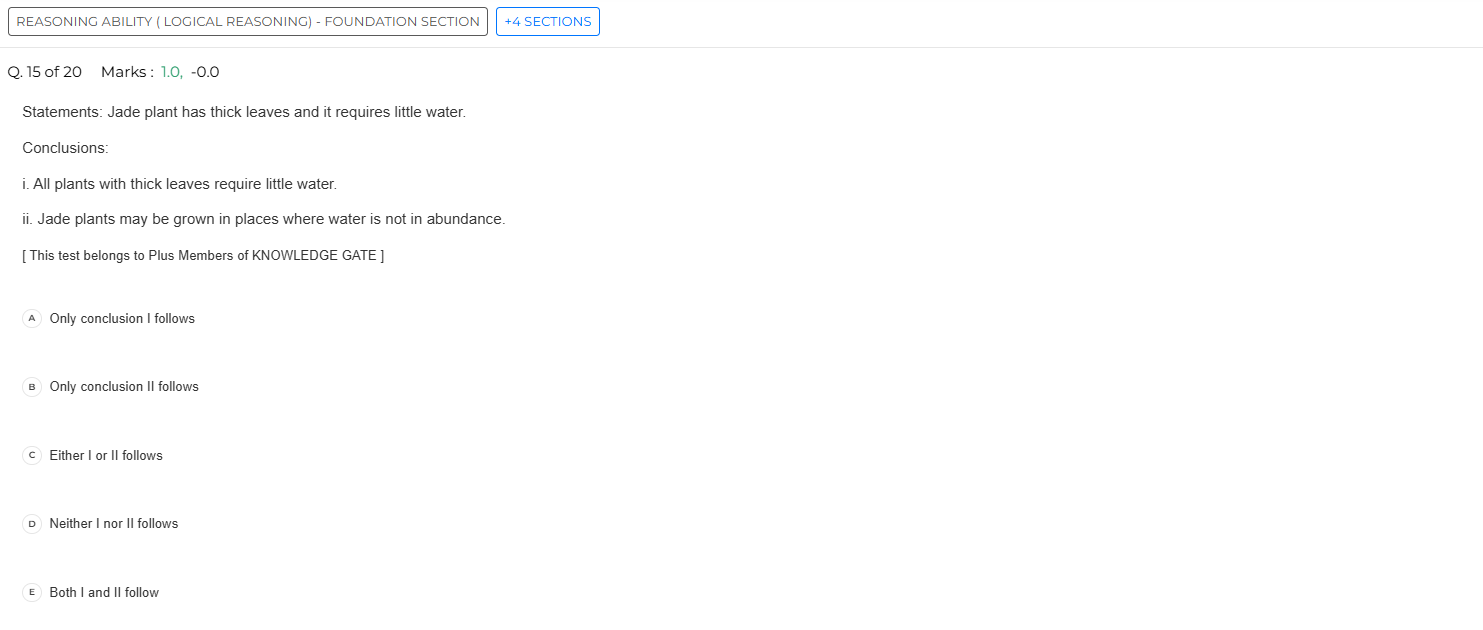 REASONING ABILITY ( LOGICAL REASONING) - FOUNDATION SECTION +4 SECTIONS
Q. 15 of 20 Marks : 1.0, -0.0
Statements: Jade plant has thick leaves and it requires little water.
Conclusions:
i. All plants with thick leaves require little water.
ii. Jade plants may be grown in places where water is not in abundance.
[ This test belongs to Plus Members of KNOWLEDGE GATE ]
A Only conclusion I follows
B Only conclusion II follows
C Either I or II follows
D Neither I nor II follows
E Both I and II follow